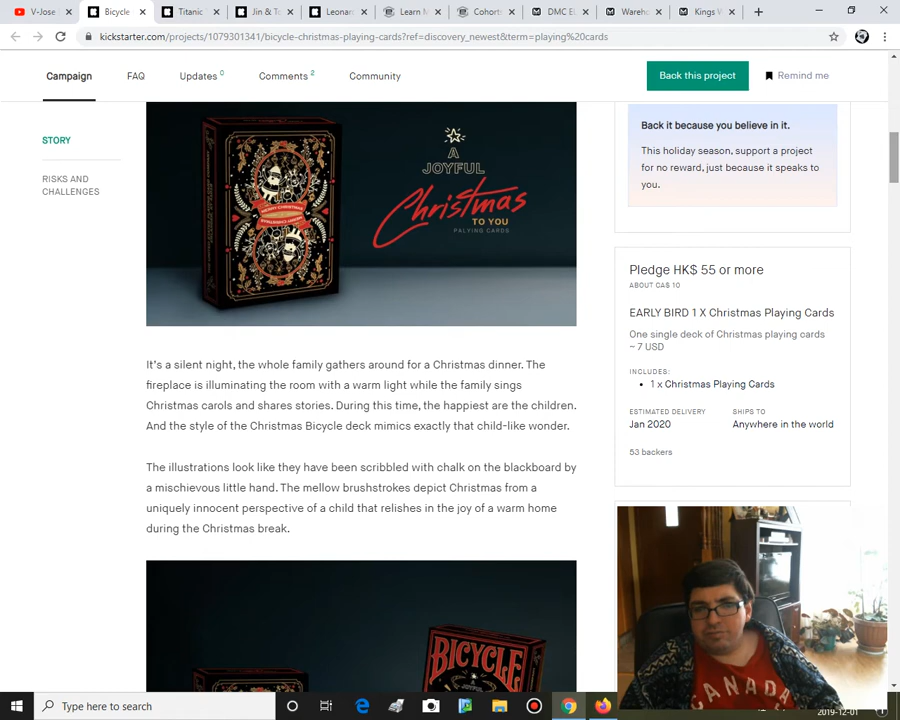 V-Jose
Bicycle
Titanic
Jin & To
Leonar
Learn M
Cohort
DMC El
Wareh
Kings W
kickstarter.com/projects/1079301341/bicycle-christmas-playing-cards?ref=discovery_newest&term=playing%20cards
Campaign
FAQ
Updates 0
Comments 2
Community
Back this project
Remind me
STORY
RISKS AND
CHALLENGES
MERRY CHRISTMAS
A
JOYFUL
Christmas
TO YOU
PALYING CARDS
It's a silent night, the whole family gathers around for a Christmas dinner. The
fireplace is illuminating the room with a warm light while the family sings
Christmas carols and shares stories. During this time, the happiest are the children.
And the style of the Christmas Bicycle deck mimics exactly that child-like wonder.
The illustrations look like they have been scribbled with chalk on the blackboard by
a mischievous little hand. The mellow brushstrokes depict Christmas from a
uniquely innocent perspective of a child that relishes in the joy of a warm home
during the Christmas break.
BICYCLE
Back it because you believe in it.
This holiday season, support a project
for no reward, just because it speaks to
you.
Pledge HK$ 55 or more
ABOUT CA$ 10
EARLY BIRD 1 X Christmas Playing Cards
One single deck of Christmas playing cards
~ 7 USD
INCLUDES:
1 x Christmas Playing Cards
ESTIMATED DELIVERY
Jan 2020
SHIPS TO
Anywhere in the world
53 backers
CANADA
Type here to search
2019-12-01